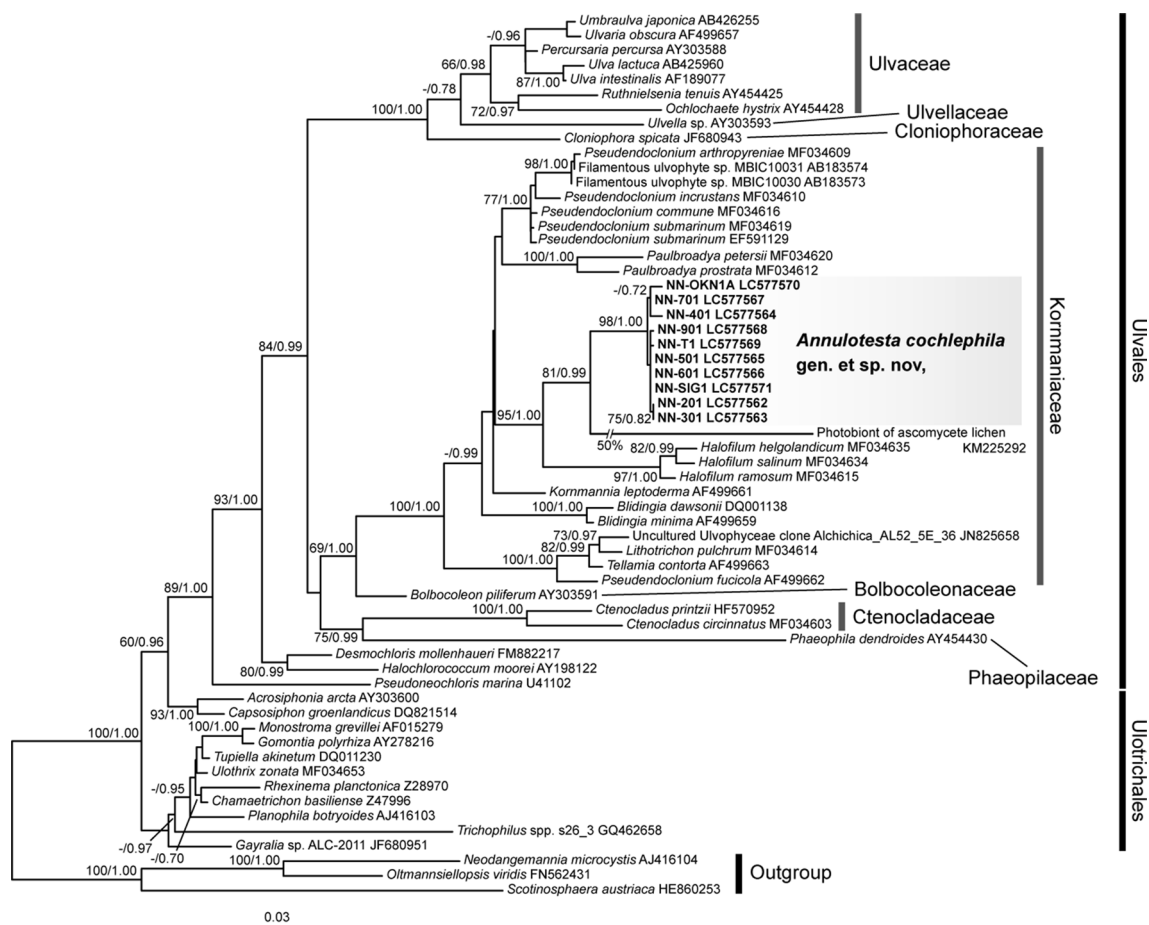 Umbraulva japonica AB426255
-/0.96
Ulvaria obscura AF499657
Percursaria percursa AY303588
66/0.98
Ulva lactuca AB425960
Ulvaceae
87/1.00
Ulva intestinalis AF189077
-/0.78
Ruthnielsenia tenuis AY454425
72/0.97
Ochlochaete hystrix AY454428
100/1.00
Ulvellaceae
Ulvella sp. AY303593
Cloniophoraceae
Cloniophora spicata JF680943
Pseudendoclonium arthropyreniae MF034609
98/1.00
Filamentous ulvophyte sp. MBIC10031 AB183574
Filamentous ulvophyte sp. MBIC10030 AB183573
77/1.00
Pseudendoclonium incrustans MF034610
Pseudendoclonium commune MF034616
Pseudendoclonium submarinum MF034619
Pseudendoclonium submarinum EF591129
100/1.00
Paulbroadya petersii MF034620
Paulbroadya prostrata MF034612
NN-OKN1A LC577570
-/0.72
NN-701 LC577567
NN-401 LC577564
98/1.00
NN-901 LC577568
NN-T1 LC577569
Annulotesta cochlephila
gen. et sp. nov,
NN-501 LC577565
NN-601 LC577566
81/0.99
NN-SIG1 LC577571
NN-201 LC577562
75/0.82
NN-301 LC577563
95/1.00
Photobiont of ascomycete lichen
KM225292
50%
82/0.99
Halofilum helgolandicum MF034635
Halofilum salinum MF034634
97/1.00
Halofilum ramosum MF034615
Kornmaniaceae
Ulvales
84/0.99
-/0.99
Kornmannia leptoderma AF499661
100/1.00
Blidingia dawsonii DQ001138
Blidingia minima AF499659
93/1.00
100/1.00
73/0.97
Uncultured Ulvophyceae clone Alchichica_AL52_5E_36 JN825658
82/0.99
Lithotrichon pulchrum MF034614
69/1.00
100/1.00
Tellamia contorta AF499663
Pseudendoclonium fucicola AF499662
Bolbocoleonaceae
Bolbocoleon piliferum AY303591
89/1.00
100/1.00
Ctenocladus printzii HF570952
Ctenocladaceae
Ctenocladus circinnatus MF034603
75/0.99
Phaeophila dendroides AY454430
60/0.96
Desmochloris mollenhaueri FM882217
80/0.99
Halochlorococcum moorei AY198122
Phaeopilaceae
Pseudoneochloris marina U41102
Acrosiphonia arcta AY303600
93/1.00
Capsosiphon groenlandicus DQ821514
100/1.00
100/1.00
Monostroma grevillei AF015279
Gomontia polyrhiza AY278216
Tupiella akinetum DQ011230
Ulothrix zonata MF034653
Ulotrichales
-/0.95
Rhexinema planctonica Z28970
Chamaetrichon basiliense Z47996
Planophila botryoides AJ416103
Trichophilus spp. s26_3 GQ462658
-/0.97
Gayralia sp. ALC-2011 JF680951
-/0.70
100/1.00
100/1.00
Neodangemannia microcystis AJ416104
Oltmannsiellopsis viridis FN562431
Outgroup
Scotinosphaera austriaca HE860253
0.03